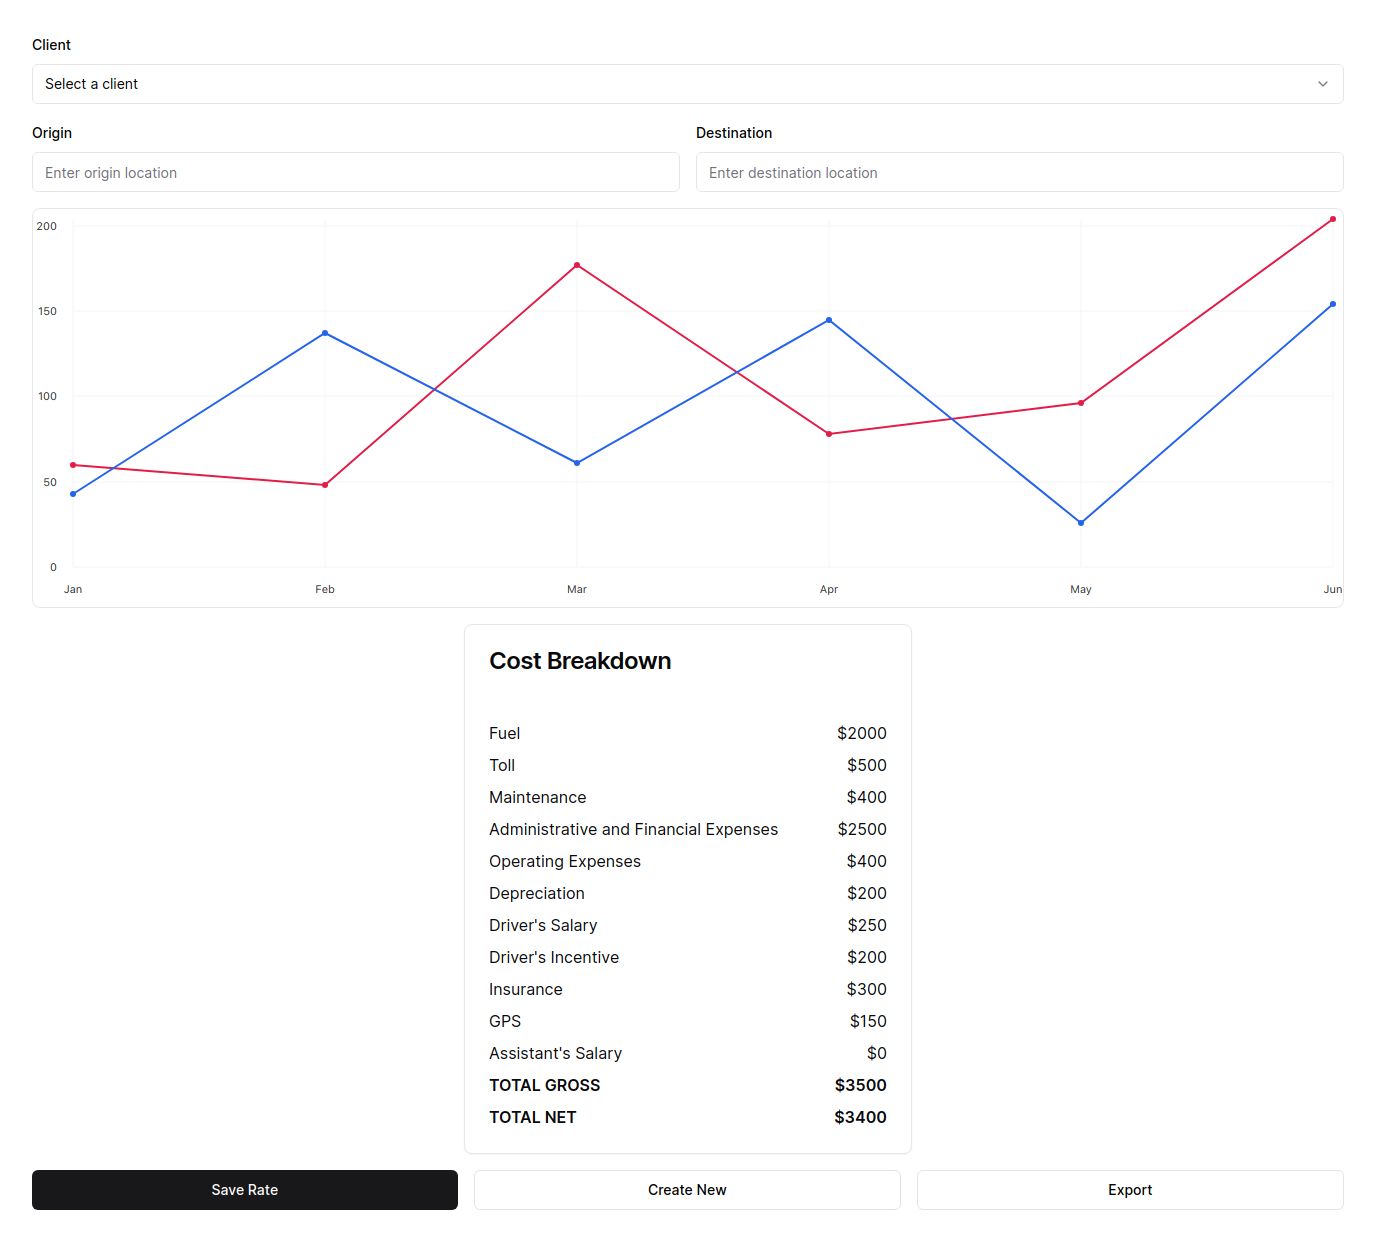 Client
Select a client
Origin Destination
Enter origin location Enter destination location
200
150
100
50
0
Jan Feb Mar Apr May Jun
Cost Breakdown
Fuel $2000
Toll $500
Maintenance $400
Administrative and Financial Expenses $2500
Operating Expenses $400
Depreciation $200
Driver's Salary $250
Driver's Incentive $200
Insurance $300
GPS $150
Assistant's Salary $0
TOTAL GROSS $3500
TOTAL NET $3400
Save Rate Create New Export